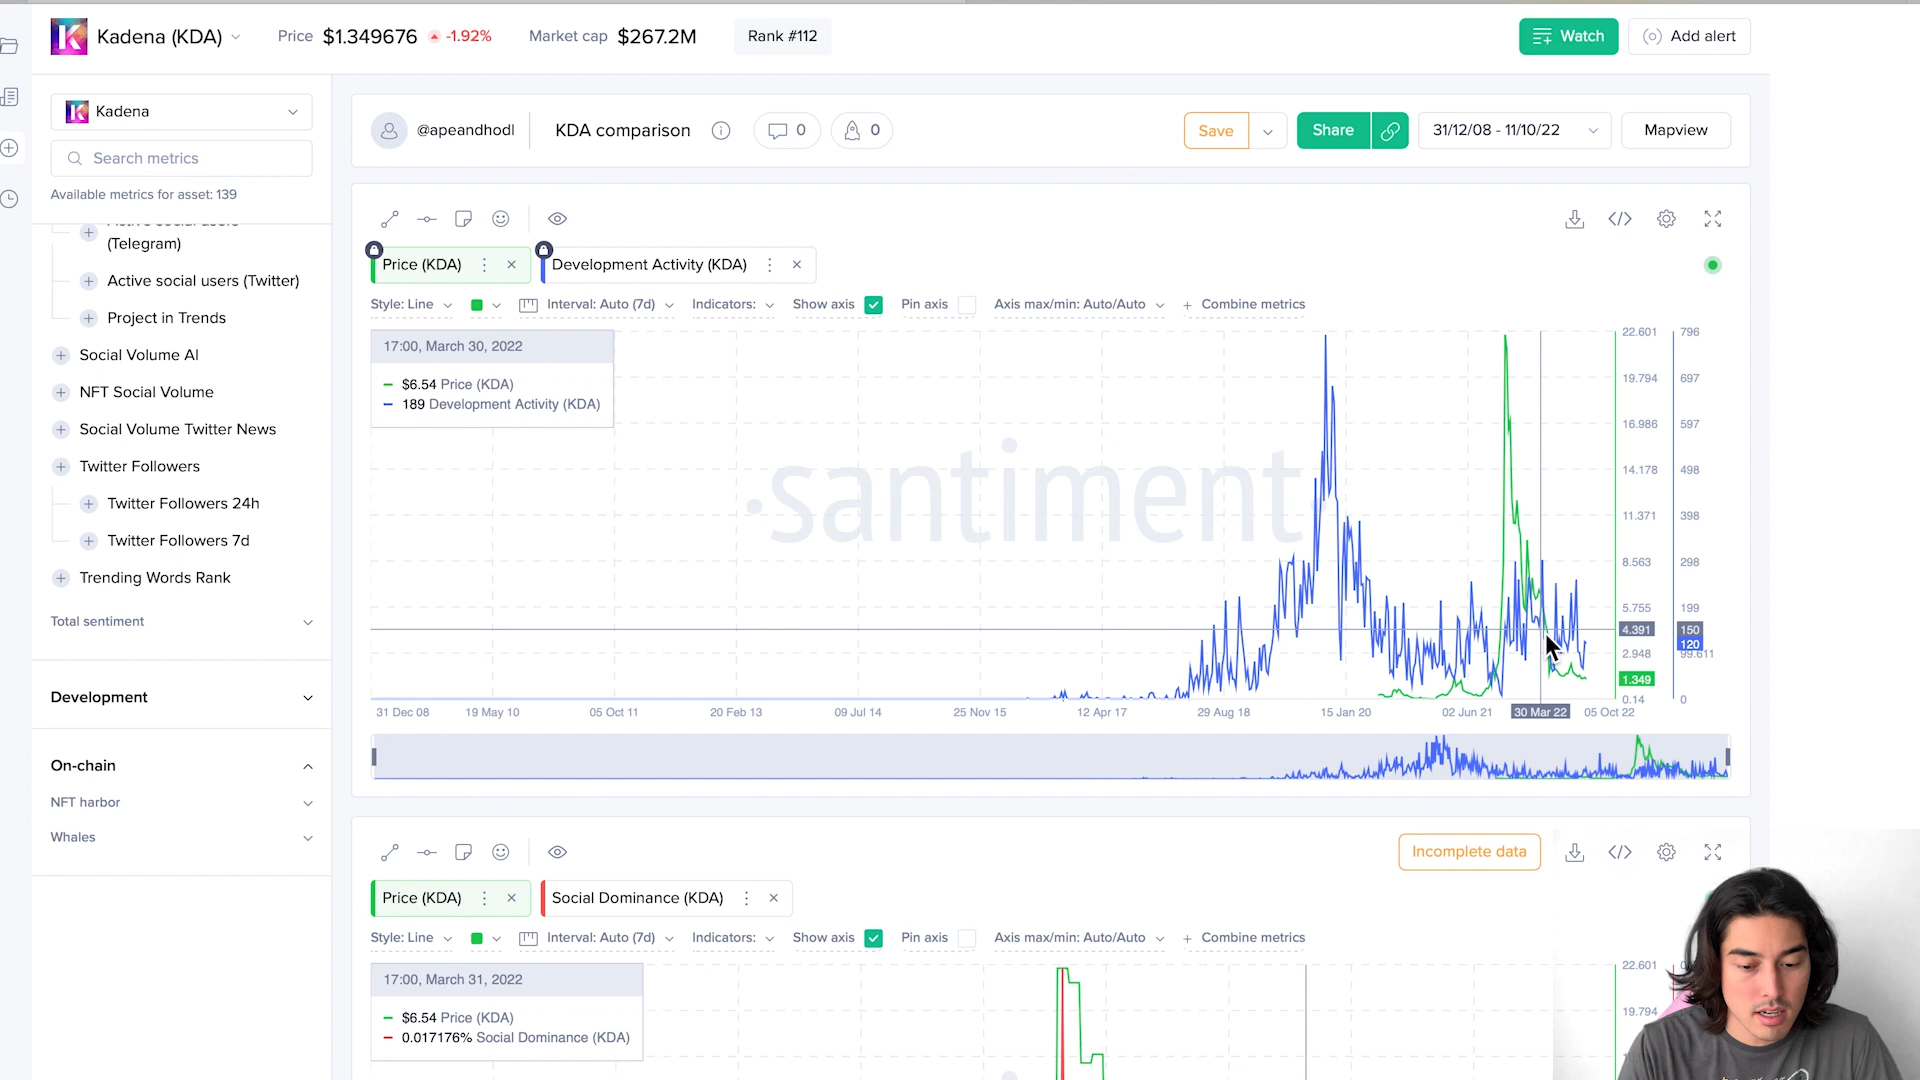 Kadena (KDA) Price $1.349676 -1.92% Market cap $267.2M Rank #112 Watch Add alert
Kadena
Search metrics
Available metrics for asset: 139
(Telegram)
Active social users (Twitter)
Project in Trends
Social Volume AI
NFT Social Volume
Social Volume Twitter News
Twitter Followers
Twitter Followers 24h
Twitter Followers 7d
Trending Words Rank
Total sentiment
Development
On-chain
NFT harbor
Whales
@apeandhodl KDA comparison 0 0 Save Share 31/12/08 - 11/10/22 Mapview
Price (KDA) Development Activity (KDA)
Style: Line Interval: Auto (7d) Indicators: Show axis Pin axis Axis max/min: Auto/Auto + Combine metrics
17:00, March 30, 2022
$6.54 Price (KDA)
189 Development Activity (KDA)
santiment
22.601 796
19.794 697
16.986 597
14.178 498
11.371 398
8.563 298
5.755 199
4.391 150
120
2.948 99.611
1.349
0.14 0
31 Dec 08 19 May 10 05 Oct 11 20 Feb 13 09 Jul 14 25 Nov 15 12 Apr 17 29 Aug 18 15 Jan 20 02 Jun 21 30 Mar 22 05 Oct 22
Incomplete data
Price (KDA) Social Dominance (KDA)
Style: Line Interval: Auto (7d) Indicators: Show axis Pin axis Axis max/min: Auto/Auto + Combine metrics
17:00, March 31, 2022
$6.54 Price (KDA)
0.017176% Social Dominance (KDA)
22.601
19.794